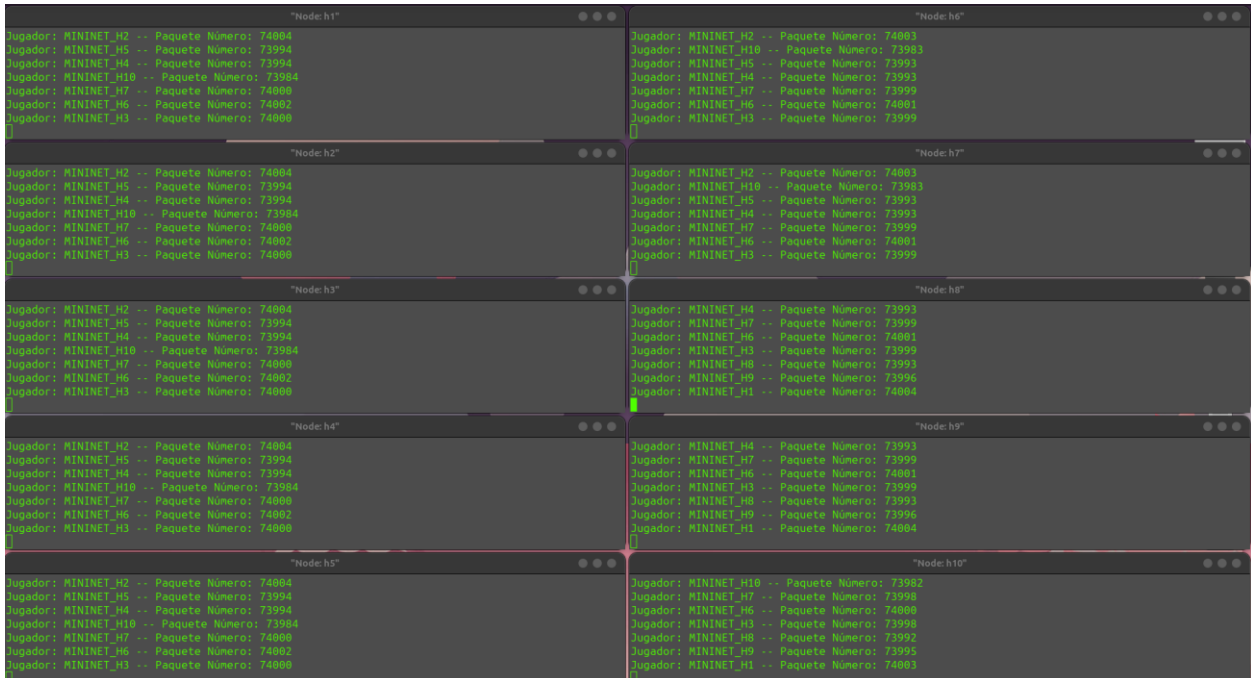 "Node: h1"
Jugador: MININET_H2 -- Paquete Número: 74004
Jugador: MININET_H5 -- Paquete Número: 73994
Jugador: MININET_H4 -- Paquete Número: 73994
Jugador: MININET_H10 -- Paquete Número: 73984
Jugador: MININET_H7 -- Paquete Número: 74000
Jugador: MININET_H6 -- Paquete Número: 74002
Jugador: MININET_H3 -- Paquete Número: 74000
"Node: h2"
Jugador: MININET_H2 -- Paquete Número: 74004
Jugador: MININET_H5 -- Paquete Número: 73994
Jugador: MININET_H4 -- Paquete Número: 73994
Jugador: MININET_H10 -- Paquete Número: 73984
Jugador: MININET_H7 -- Paquete Número: 74000
Jugador: MININET_H6 -- Paquete Número: 74002
Jugador: MININET_H3 -- Paquete Número: 74000
"Node: h3"
Jugador: MININET_H2 -- Paquete Número: 74004
Jugador: MININET_H5 -- Paquete Número: 73994
Jugador: MININET_H4 -- Paquete Número: 73994
Jugador: MININET_H10 -- Paquete Número: 73984
Jugador: MININET_H7 -- Paquete Número: 74000
Jugador: MININET_H6 -- Paquete Número: 74002
Jugador: MININET_H3 -- Paquete Número: 74000
"Node: h4"
Jugador: MININET_H2 -- Paquete Número: 74004
Jugador: MININET_H5 -- Paquete Número: 73994
Jugador: MININET_H4 -- Paquete Número: 73994
Jugador: MININET_H10 -- Paquete Número: 73984
Jugador: MININET_H7 -- Paquete Número: 74000
Jugador: MININET_H6 -- Paquete Número: 74002
Jugador: MININET_H3 -- Paquete Número: 74000
"Node: h5"
Jugador: MININET_H2 -- Paquete Número: 74004
Jugador: MININET_H5 -- Paquete Número: 73994
Jugador: MININET_H4 -- Paquete Número: 73994
Jugador: MININET_H10 -- Paquete Número: 73984
Jugador: MININET_H7 -- Paquete Número: 74000
Jugador: MININET_H6 -- Paquete Número: 74002
Jugador: MININET_H3 -- Paquete Número: 74000
"Node: h6"
Jugador: MININET_H2 -- Paquete Número: 74003
Jugador: MININET_H10 -- Paquete Número: 73983
Jugador: MININET_H5 -- Paquete Número: 73993
Jugador: MININET_H4 -- Paquete Número: 73993
Jugador: MININET_H7 -- Paquete Número: 73999
Jugador: MININET_H6 -- Paquete Número: 74001
Jugador: MININET_H3 -- Paquete Número: 73999
"Node: h7"
Jugador: MININET_H2 -- Paquete Número: 74003
Jugador: MININET_H10 -- Paquete Número: 73983
Jugador: MININET_H5 -- Paquete Número: 73993
Jugador: MININET_H4 -- Paquete Número: 73993
Jugador: MININET_H7 -- Paquete Número: 73999
Jugador: MININET_H6 -- Paquete Número: 74001
Jugador: MININET_H3 -- Paquete Número: 73999
"Node: h8"
Jugador: MININET_H4 -- Paquete Número: 73993
Jugador: MININET_H7 -- Paquete Número: 73999
Jugador: MININET_H6 -- Paquete Número: 74001
Jugador: MININET_H3 -- Paquete Número: 73999
Jugador: MININET_H8 -- Paquete Número: 73993
Jugador: MININET_H9 -- Paquete Número: 73996
Jugador: MININET_H1 -- Paquete Número: 74004
"Node: h9"
Jugador: MININET_H4 -- Paquete Número: 73993
Jugador: MININET_H7 -- Paquete Número: 73999
Jugador: MININET_H6 -- Paquete Número: 74001
Jugador: MININET_H3 -- Paquete Número: 73999
Jugador: MININET_H8 -- Paquete Número: 73993
Jugador: MININET_H9 -- Paquete Número: 73996
Jugador: MININET_H1 -- Paquete Número: 74004
"Node: h10"
Jugador: MININET_H10 -- Paquete Número: 73982
Jugador: MININET_H7 -- Paquete Número: 73998
Jugador: MININET_H6 -- Paquete Número: 74000
Jugador: MININET_H3 -- Paquete Número: 73998
Jugador: MININET_H8 -- Paquete Número: 73992
Jugador: MININET_H9 -- Paquete Número: 73995
Jugador: MININET_H1 -- Paquete Número: 74003